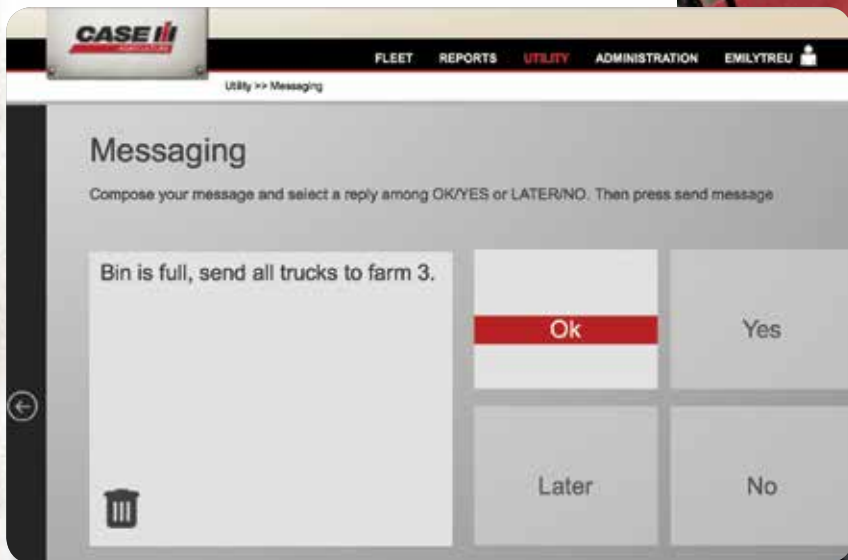 CASE III
AGRICULTURE
FLEET REPORTS UTILITY ADMINISTRATION EMILYTREU
Utility >> Messaging
Messaging
Compose your message and select a reply among OK/YES or LATER/NO. Then press send message
Bin is full, send all trucks to farm 3.
Ok
Yes
Later
No